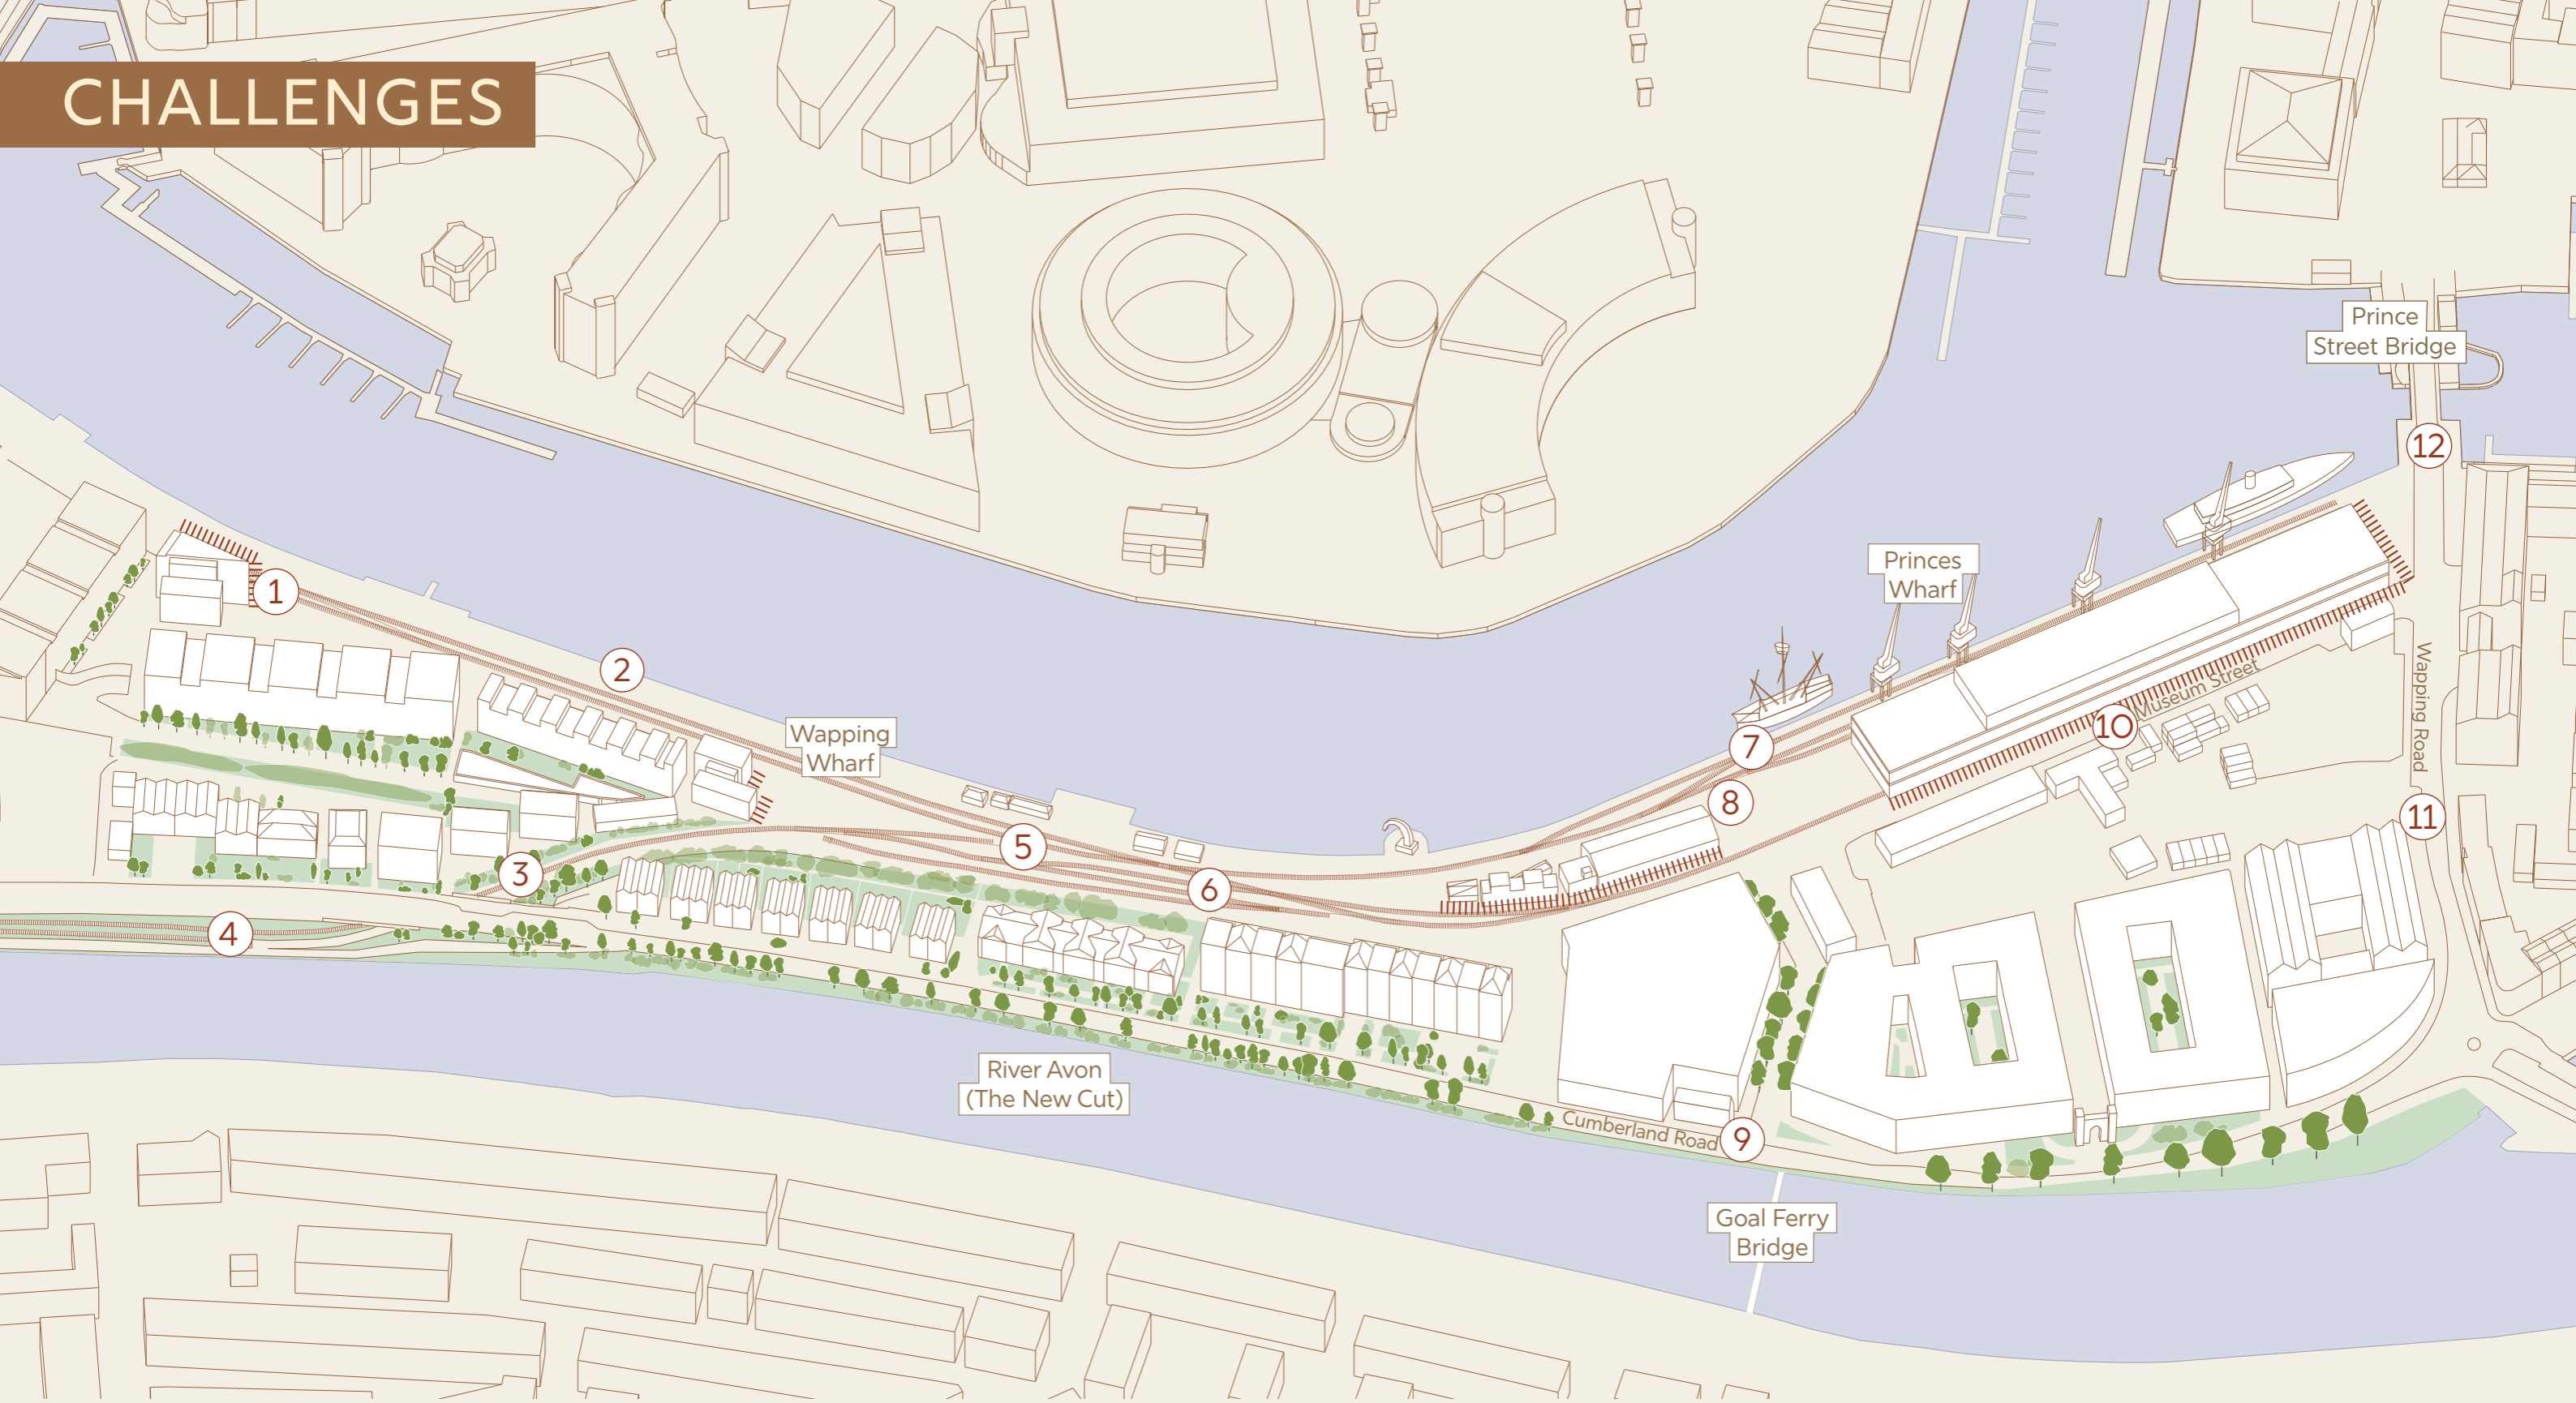 CHALLENGES
Prince
Street Bridge
12
Princes
Wharf
1
2
Wapping
Wharf
Wapping Road
Museum Street
10
7
8
11
5
3
6
4
River Avon
(The New Cut)
Cumberland Road
9
Goal Ferry
Bridge